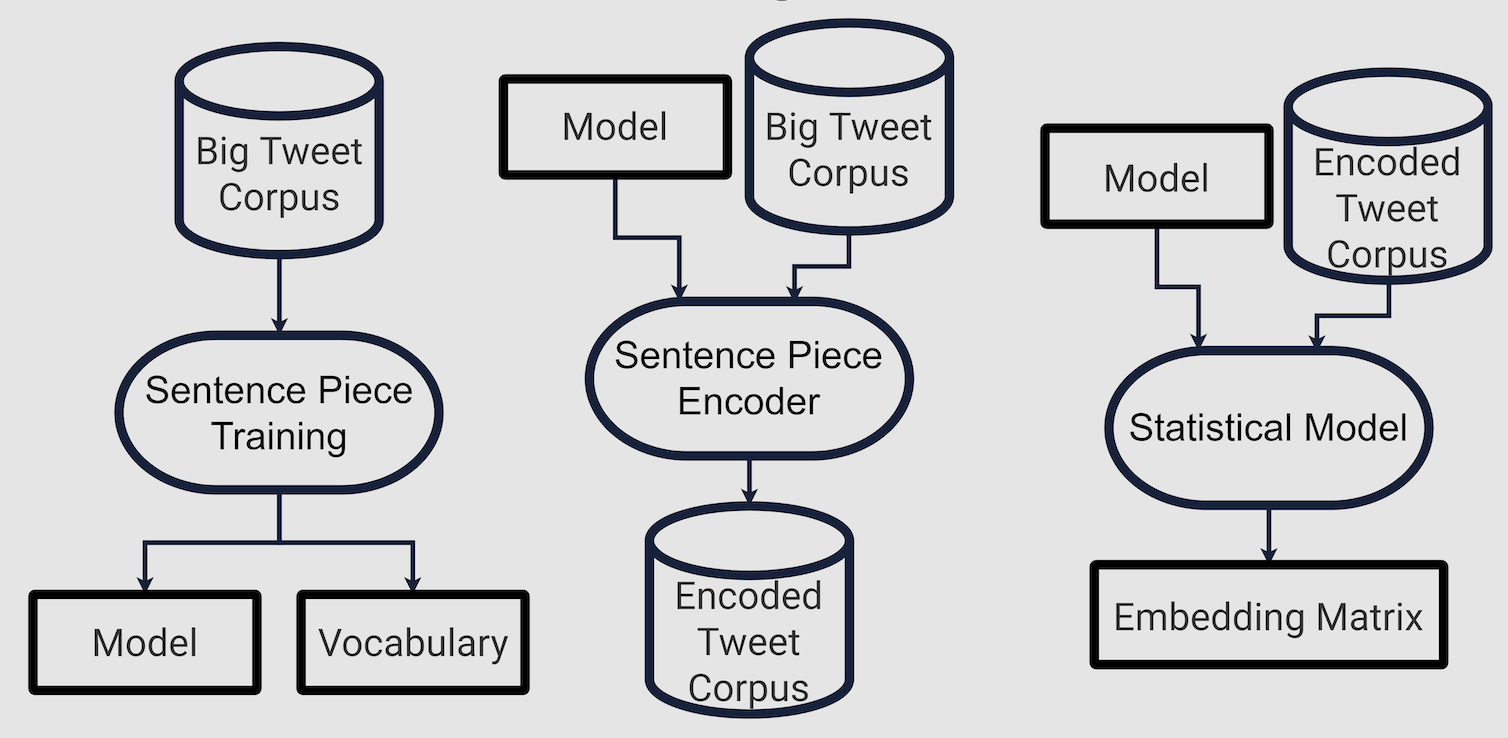 Big Tweet
Corpus
Sentence Piece
Training
Model
Vocabulary
Model
Big Tweet
Corpus
Sentence Piece
Encoder
Encoded
Tweet
Corpus
Model
Encoded
Tweet
Corpus
Statistical Model
Embedding Matrix